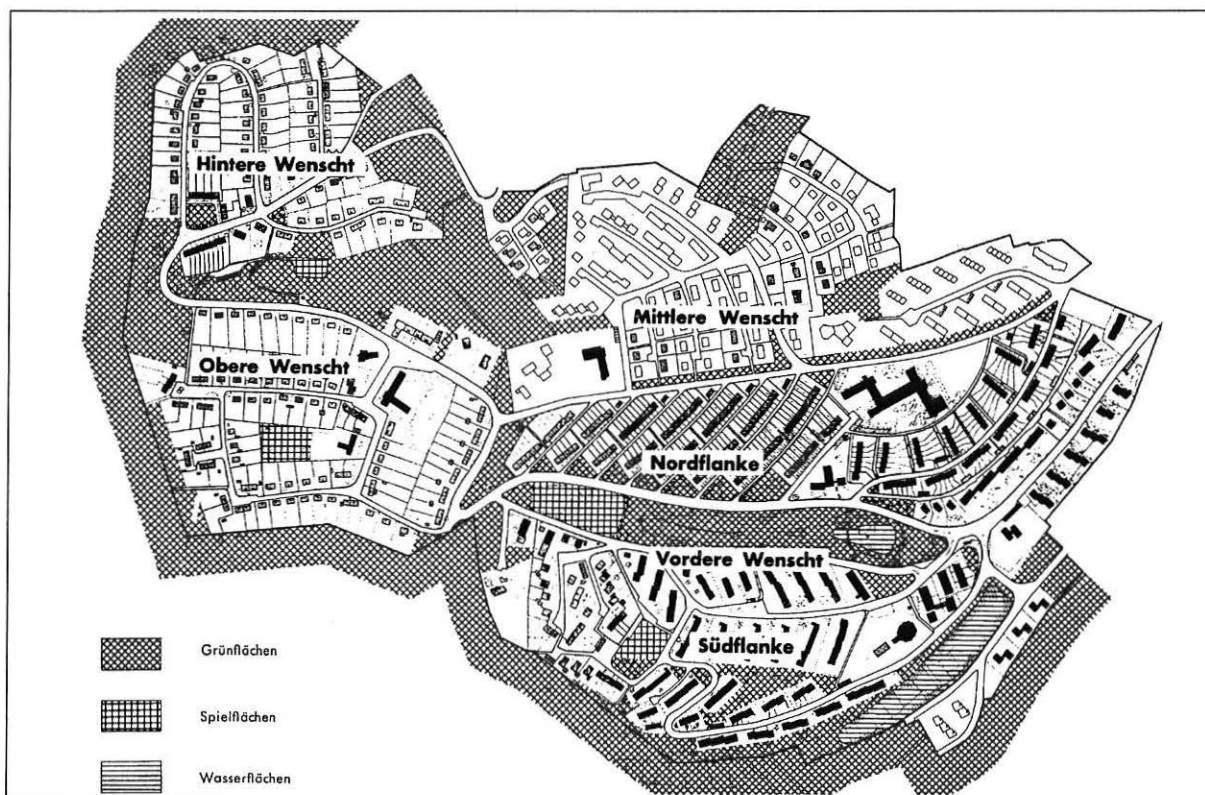 Hintere Wenscht
Mittlere Wenscht
Obere Wenscht
Nordflanke
Vordere Wenscht
Südflanke
Grünflächen
Spielflächen
Wasserflächen